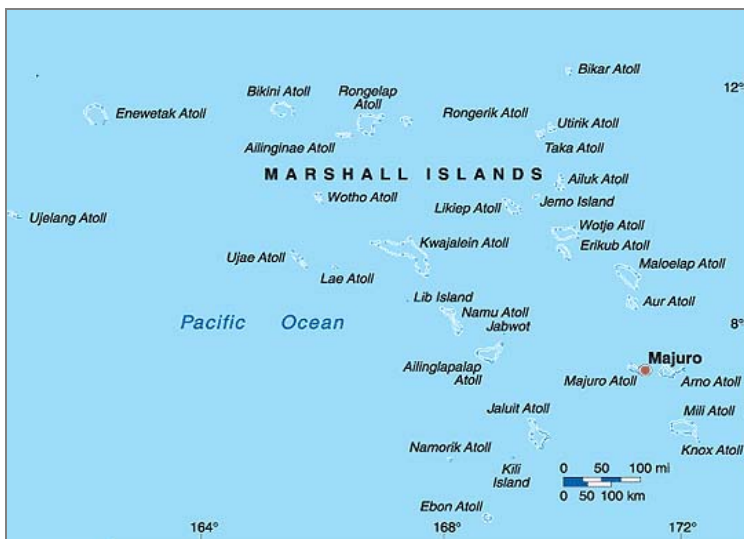 Bikar Atoll
12°
Bikini Atoll
Rongelap
Atoll
Enewetak Atoll
Rongerik Atoll
Utirik Atoll
Ailinginae Atoll
Taka Atoll
MARSHALL ISLANDS
Ailuk Atoll
Wotho Atoll
Likiep Atoll
Jemo Island
Ujelang Atoll
Wotje Atoll
Kwajalein Atoll
Erikub Atoll
Ujae Atoll
Maloelap Atoll
Lae Atoll
Lib Island
Aur Atoll
Namu Atoll
Pacific Ocean
8°
Jabwot
Ailinglapalap
Atoll
Majuro
Majuro Atoll
Arno Atoll
Jaluit Atoll
Mili Atoll
Namorik Atoll
Knox Atoll
Kili
Island
0 50 100 mi
0 50 100 km
Ebon Atoll
164°
168°
172°